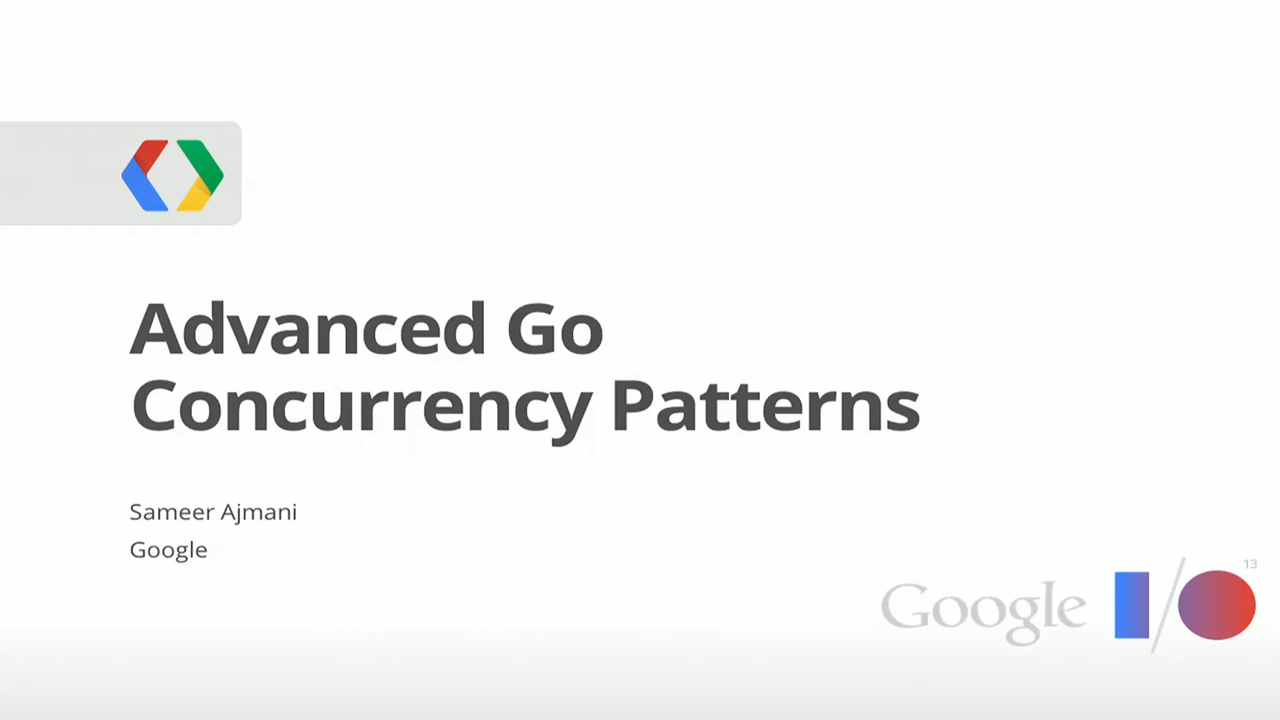 Advanced Go
Concurrency Patterns
Sameer Ajmani
Google
Google I/O 13